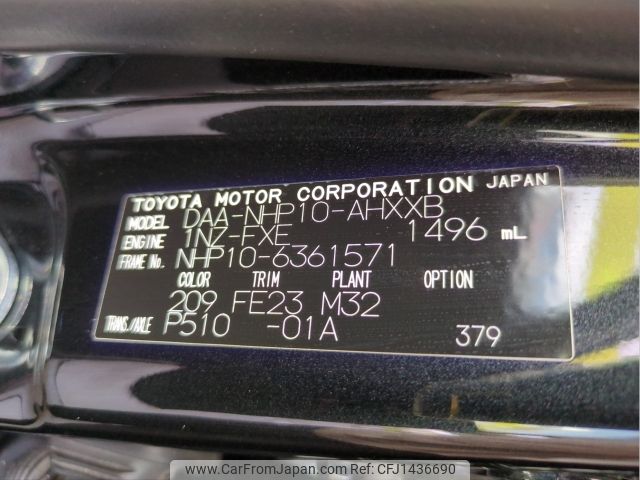 TOYOTA MOTOR CORPORATION JAPAN
MODEL DAA-NHP10-AHXXB
ENGINE 1NZ-FXE 1496 mL
FRAME No. NHP10-6361571
COLOR TRIM PLANT OPTION
209 FE23 M32
TRANS./AXLE P510 -01A 379
www.CarFromJapan.com CarFromJapan - CFJ1436690